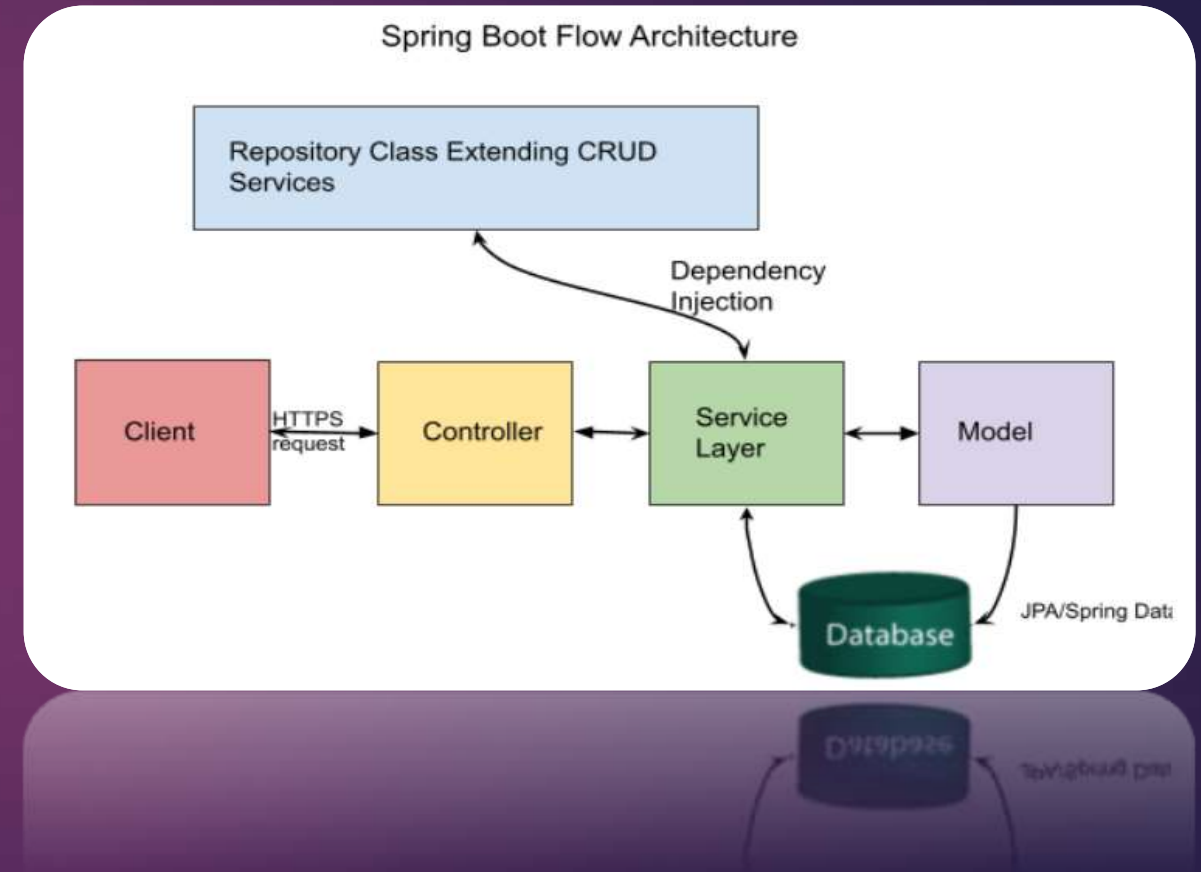 Spring Boot Flow Architecture
Repository Class Extending CRUD
Services
Dependency
Injection
Client
HTTPS
request
Controller
Service
Layer
Model
Database
JPA/Spring Data